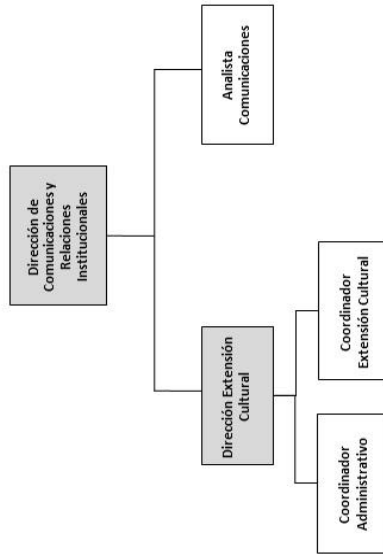 Dirección de
Comunicaciones y
Relaciones
Institucionales
Dirección Extensión
Cultural
Analista
Comunicaciones
Coordinador
Administrativo
Coordinador
Extensión Cultural